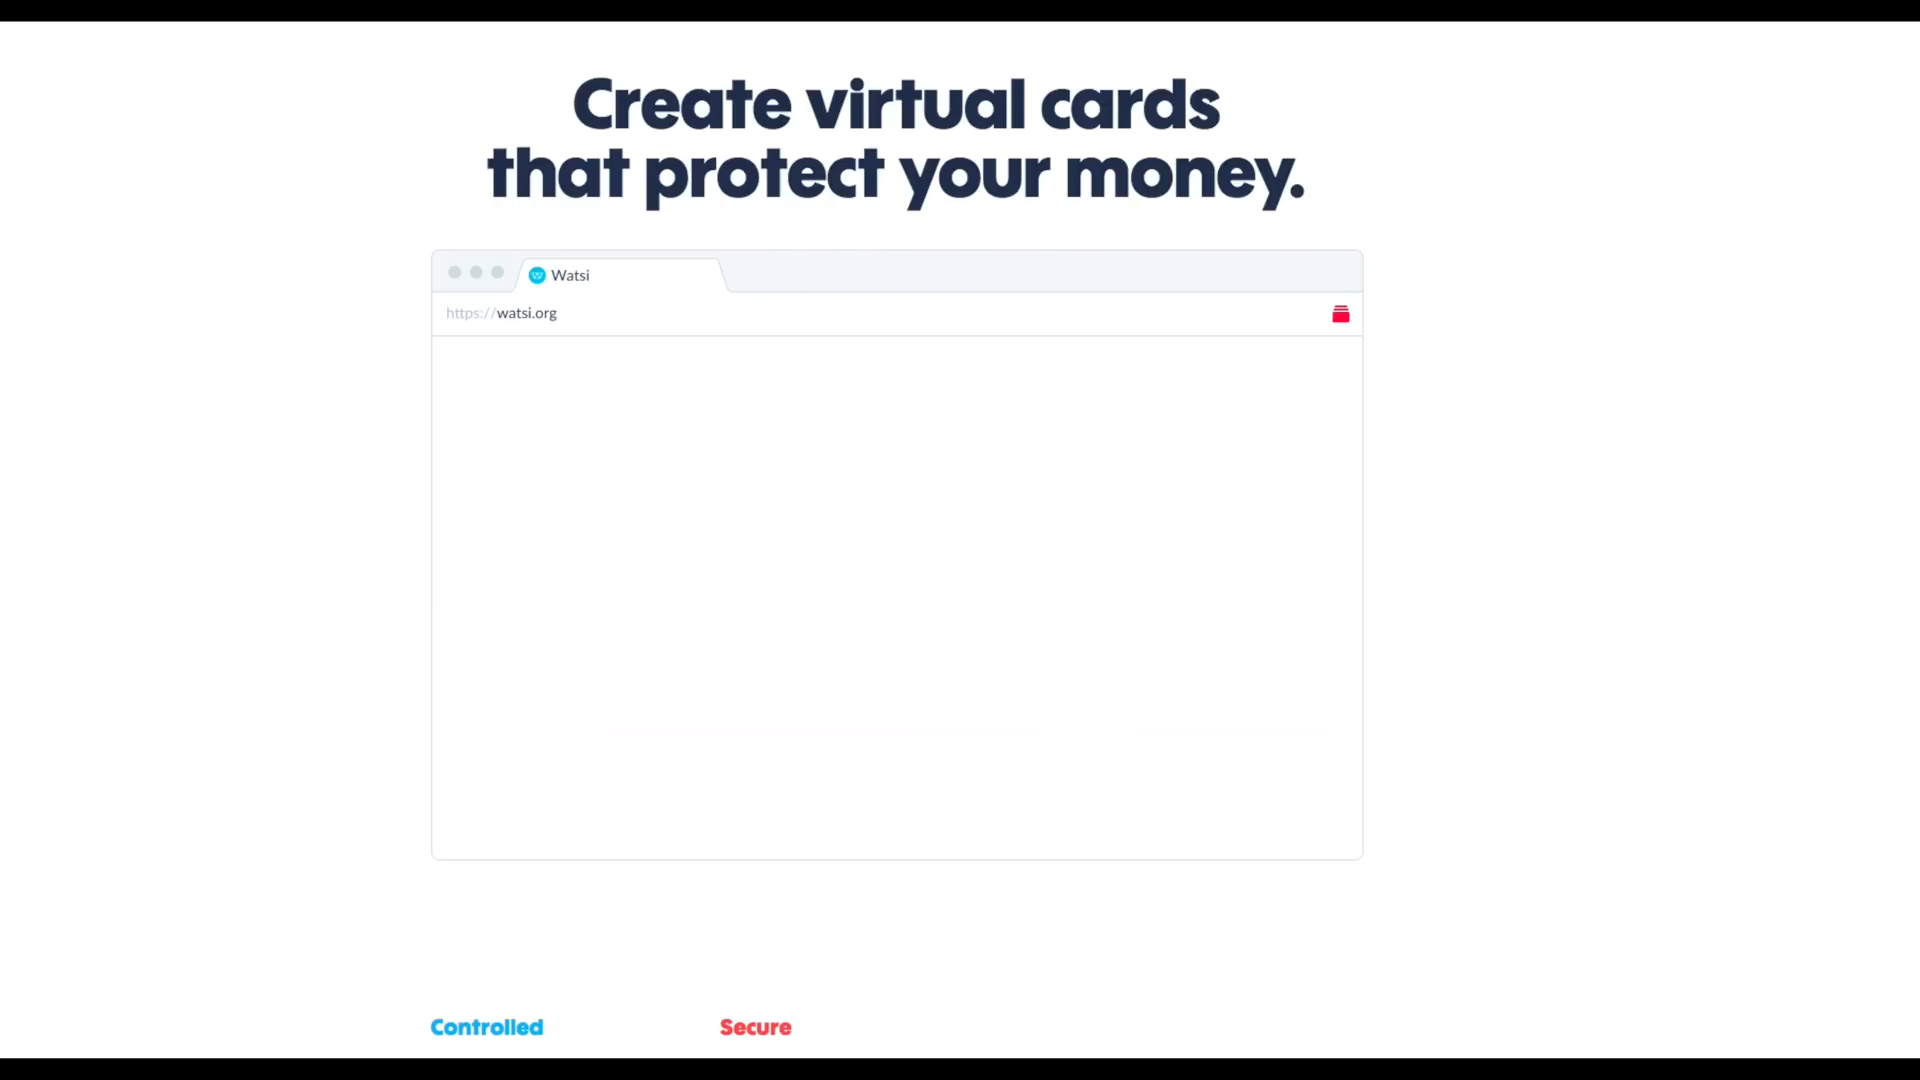 Create virtual cards
that protect your money.
Watsi
https://watsi.org
Controlled
Secure